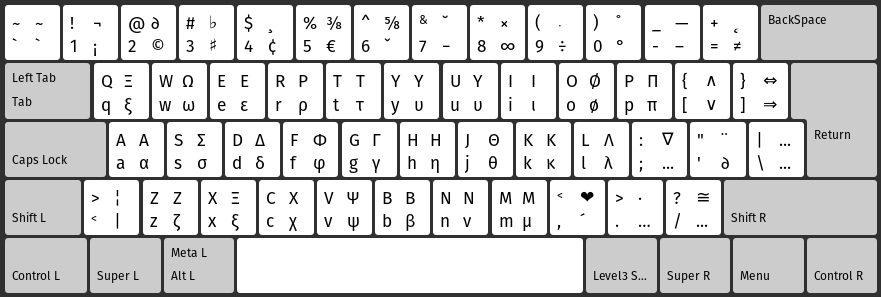 ~ ~ ! ¬ @ ∂ # ♭ $ ¸ % ⅜ ^ ⅝ & ˘ * × ( · ) ° _ — + ˛ BackSpace
` ` 1 ¡ 2 © 3 ♯ 4 ¢ 5 € 6 ˇ 7 – 8 ∞ 9 ÷ 0 ° - – = ≠
Left Tab Q Ξ W Ω E E R P T T Y Y U Y I I O Ø P Π { ∧ } ⇔
Tab q ξ w ω e ε r ρ t τ y υ u υ i ι o ø p π [ ∨ ] ⇒
A A S Σ D Δ F Φ G Γ H H J Θ K K L Λ : ∇ " ¨ | ... Return
Caps Lock a α s σ d δ f φ g γ h η j θ k κ l λ ; ... ' ∂ \ ...
> ¦ Z Z X Ξ C X V Ψ B B N N M M < ❤ > · ? ≅
Shift L < | z ζ x ξ c χ v ψ b β n ν m μ , ´ . ... / ... Shift R
Meta L
Control L Super L Alt L Level3 S... Super R Menu Control R